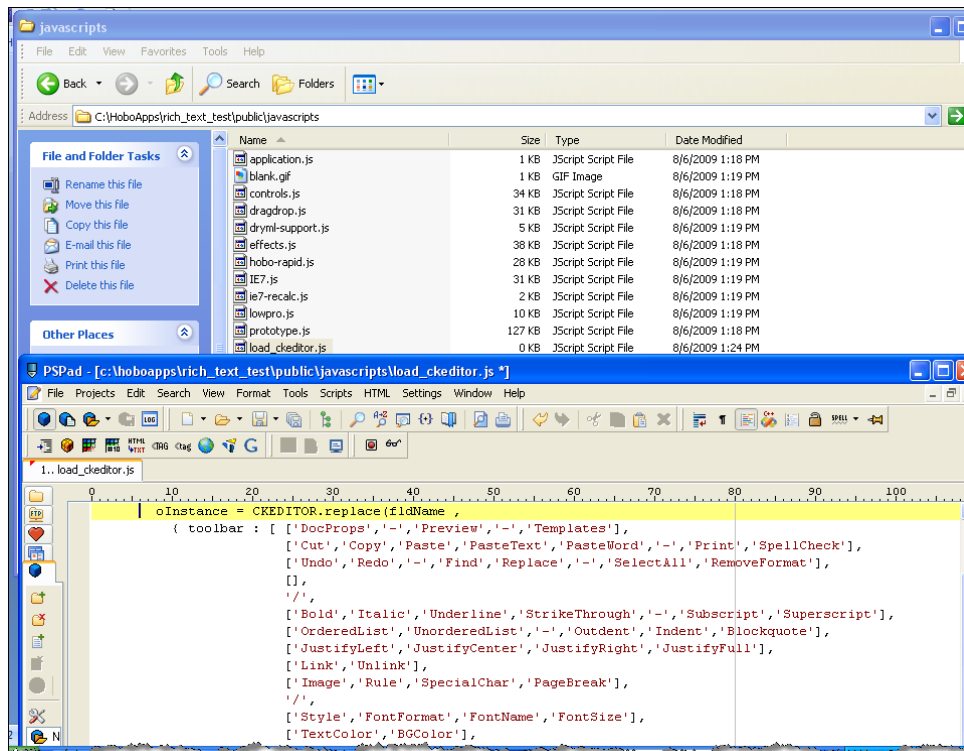 javascripts
File Edit View Favorites Tools Help
Back Search Folders
Address C:\HoboApps\rich_text_test\public\javascripts
Name Size Type Date Modified
File and Folder Tasks
Rename this file
Move this file
Copy this file
E-mail this file
Print this file
Delete this file
Other Places
application.js 1 KB JScript Script File 8/6/2009 1:18 PM
blank.gif 1 KB GIF Image 8/6/2009 1:19 PM
controls.js 34 KB JScript Script File 8/6/2009 1:18 PM
dragdrop.js 31 KB JScript Script File 8/6/2009 1:18 PM
dryml-support.js 5 KB JScript Script File 8/6/2009 1:19 PM
effects.js 38 KB JScript Script File 8/6/2009 1:18 PM
hobo-rapid.js 28 KB JScript Script File 8/6/2009 1:19 PM
IE7.js 31 KB JScript Script File 8/6/2009 1:19 PM
ie7-recalc.js 2 KB JScript Script File 8/6/2009 1:19 PM
lowpro.js 10 KB JScript Script File 8/6/2009 1:19 PM
prototype.js 127 KB JScript Script File 8/6/2009 1:18 PM
load_ckeditor.js 0 KB JScript Script File 8/6/2009 1:24 PM
PSPad - [c:\hoboapps\rich_text_test\public\javascripts\load_ckeditor.js *]
File Projects Edit Search View Format Tools Scripts HTML Settings Window Help
LOG SPELL
HTML TXT TAG Ctag G
1.. load_ckeditor.js
0 10 20 30 40 50 60 70 80 90 100
FTP
oInstance = CKEDITOR.replace(fldName ,
{ toolbar : [ ['DocProps','-','Preview','-','Templates'],
['Cut','Copy','Paste','PasteText','PasteWord','-','Print','SpellCheck'],
['Undo','Redo','-','Find','Replace','-','SelectAll','RemoveFormat'],
[],
'/',
['Bold','Italic','Underline','StrikeThrough','-','Subscript','Superscript'],
['OrderedList','UnorderedList','-','Outdent','Indent','Blockquote'],
['JustifyLeft','JustifyCenter','JustifyRight','JustifyFull'],
['Link','Unlink'],
['Image','Rule','SpecialChar','PageBreak'],
'/',
['Style','FontFormat','FontName','FontSize'],
['TextColor','BGColor'],
N